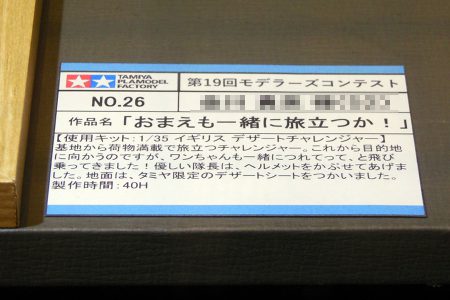 TAMIYA
PLAMODEL
FACTORY
第19回モデラーズコンテスト
NO.26
作品名「おまえも一緒に旅立つか!」
【使用キット:1/35 イギリス デザートチャレンジャー】
基地から荷物満載で旅立つチャレンジャー。これから目的地
に向かうのですが、ワンちゃんも一緒につれてって、と飛び
乗ってきました!優しい隊長は、ヘルメットをかぶせてあげま
した。地面は、タミヤ限定のデザートシートをつかいました。
製作時間:40H